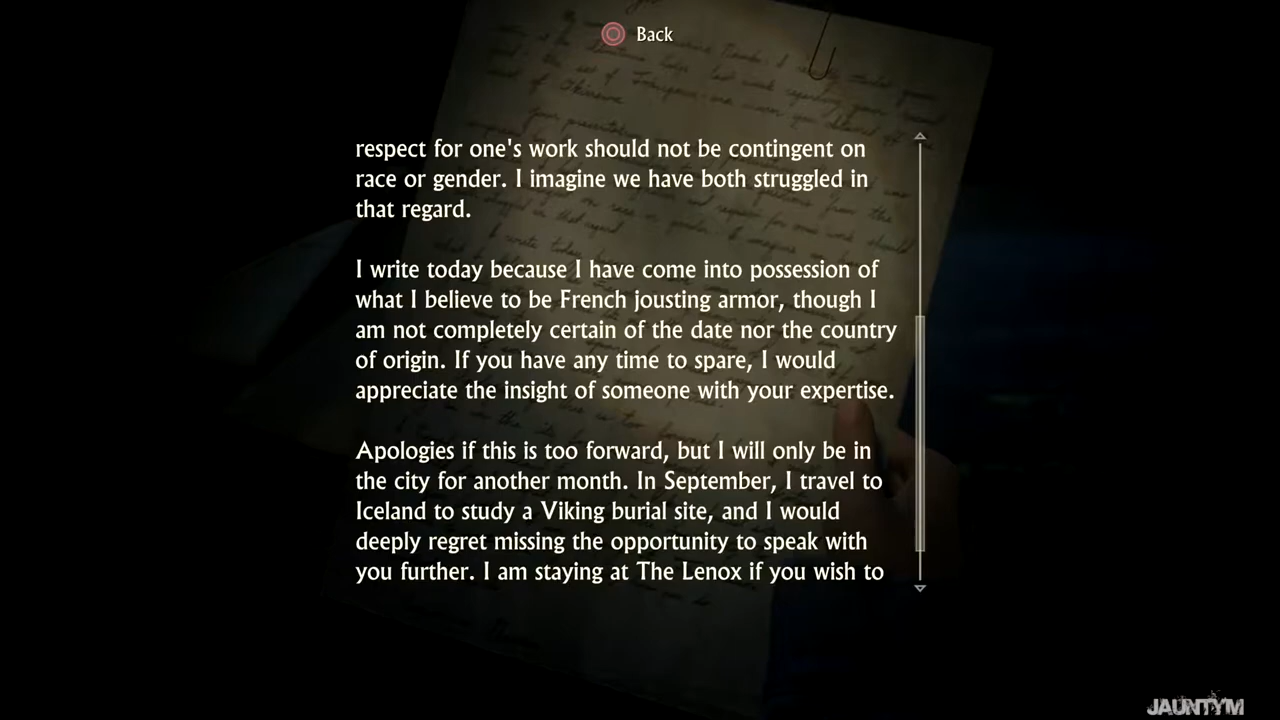 Back
respect for one's work should not be contingent on
race or gender. I imagine we have both struggled in
that regard.
I write today because I have come into possession of
what I believe to be French jousting armor, though I
am not completely certain of the date nor the country
of origin. If you have any time to spare, I would
appreciate the insight of someone with your expertise.
Apologies if this is too forward, but I will only be in
the city for another month. In September, I travel to
Iceland to study a Viking burial site, and I would
deeply regret missing the opportunity to speak with
you further. I am staying at The Lenox if you wish to
JAUNTYM